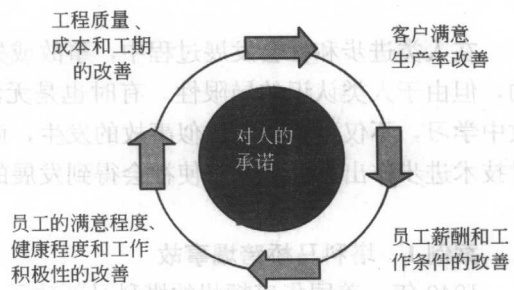 工程质量、
成本和工期
的改善
客户满意
生产率改善
对人的
承诺
员工的满意程度、
健康程度和工作
积极性的改善
员工薪酬和工
作条件的改善